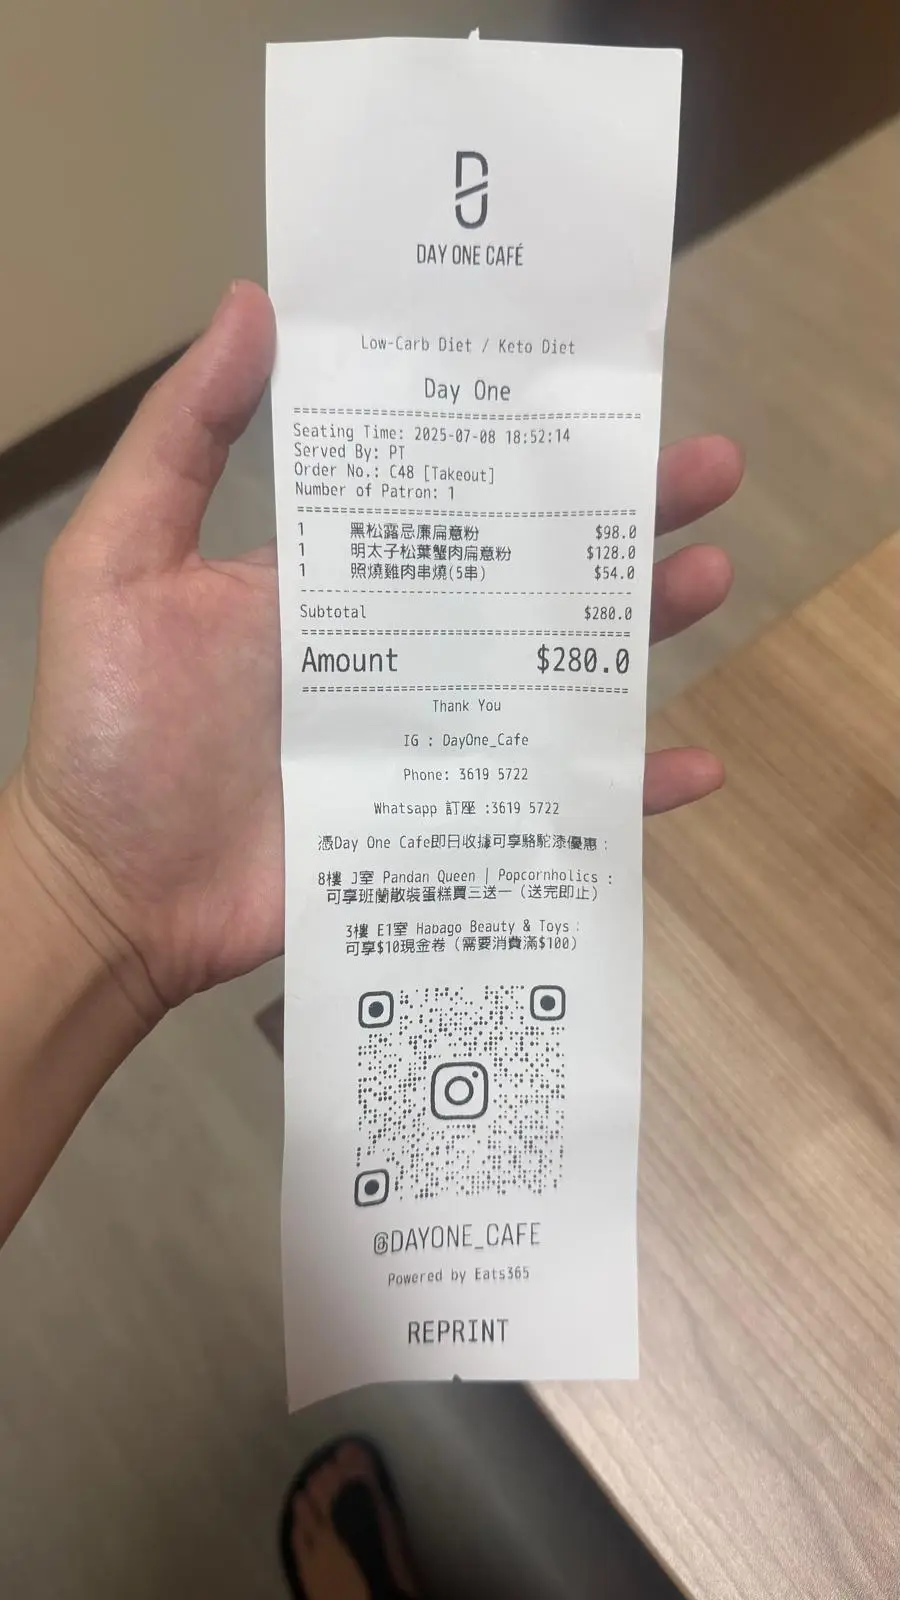 DAY ONE CAFÉ
Low-Carb Diet / Keto Diet
Day One
Seating Time: 2025-07-08 18:52:14
Served By: PT
Order No.: C48 [Takeout]
Number of Patron: 1
1 黑松露忌廉扁意粉 $98.0
1 明太子松葉蟹肉扁意粉 $128.0
1 照燒雞肉串燒(5串) $54.0
Subtotal $280.0
Amount $280.0
Thank You
IG : DayOne_Cafe
Phone: 3619 5722
Whatsapp 訂座 :3619 5722
憑Day One Cafe即日收據可享駱駝漆優惠：
8樓 J室 Pandan Queen | Popcornholics :
可享班蘭散裝蛋糕買三送一（送完即止）
3樓 E1室 Habago Beauty & Toys :
可享$10現金卷（需要消費滿$100）
@DAYONE_CAFE
Powered by Eats365
REPRINT